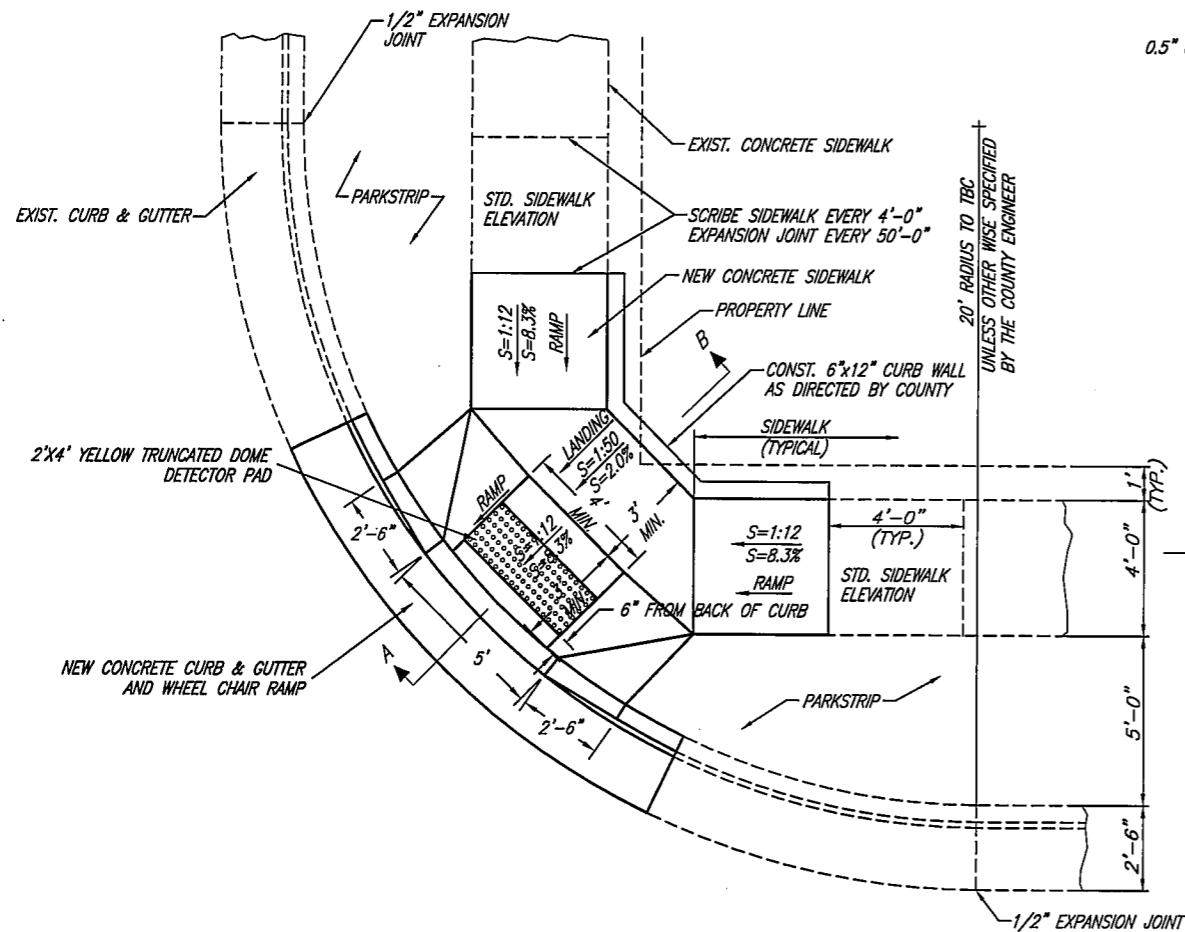 1/2" EXPANSION
JOINT
0.5"
EXIST. CONCRETE SIDEWALK
PARKSTRIP
STD. SIDEWALK
ELEVATION
EXIST. CURB & GUTTER
SCRIBE SIDEWALK EVERY 4'-0"
EXPANSION JOINT EVERY 50'-0"
NEW CONCRETE SIDEWALK
PROPERTY LINE
20' RADIUS TO TBC
UNLESS OTHER WISE SPECIFIED
BY THE COUNTY ENGINEER
S=1:12
S=8.3%
RAMP
B
CONST. 6"x12" CURB WALL
AS DIRECTED BY COUNTY
SIDEWALK
(TYPICAL)
2'X4' YELLOW TRUNCATED DOME
DETECTOR PAD
LANDING
S=1:50
S=2.0%
RAMP
4'
MIN.
3'
MIN.
1'
(TYP.)
2'-6"
MIN.
S=1:12
S=8.3%
RAMP
4'-0"
(TYP.)
STD. SIDEWALK
ELEVATION
4'-0"
6" FROM BACK OF CURB
NEW CONCRETE CURB & GUTTER
AND WHEEL CHAIR RAMP
A
5'
2'-6"
PARKSTRIP
5'-0"
2'-6"
1/2" EXPANSION JOINT